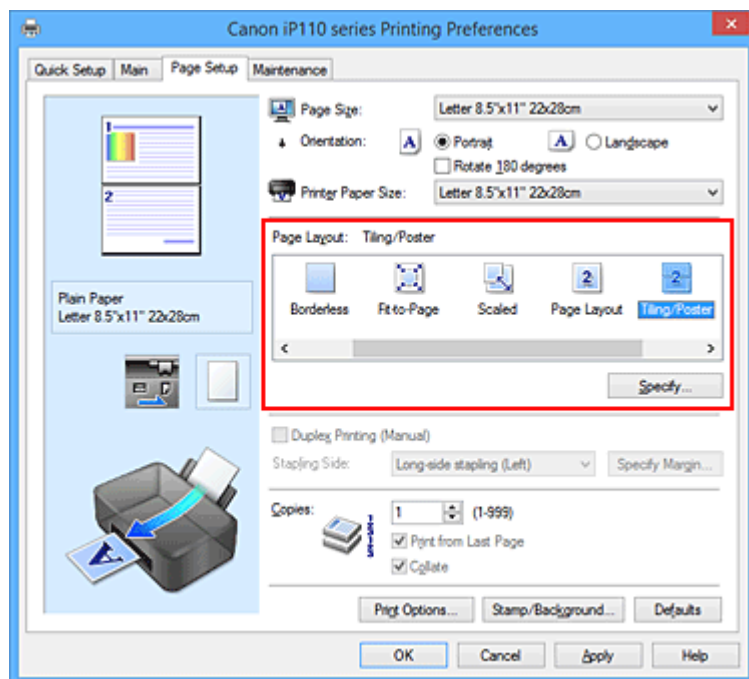 Canon iP110 series Printing Preferences
Quick Setup Main Page Setup Maintenance
1
2
Plain Paper
Letter 8.5"x11" 22x28cm
Page Size: Letter 8.5"x11" 22x28cm
Orientation: A Portrait A Landscape
Rotate 180 degrees
Printer Paper Size: Letter 8.5"x11" 22x28cm
Page Layout: Tiling/Poster
2 2
Borderless Fit-to-Page Scaled Page Layout Tiling/Poster
Specify...
Duplex Printing (Manual)
Stapling Side: Long-side stapling (Left) Specify Margin...
Copies: 1 (1-999)
Print from Last Page
Collate
A
Print Options... Stamp/Background... Defaults
OK Cancel Apply Help